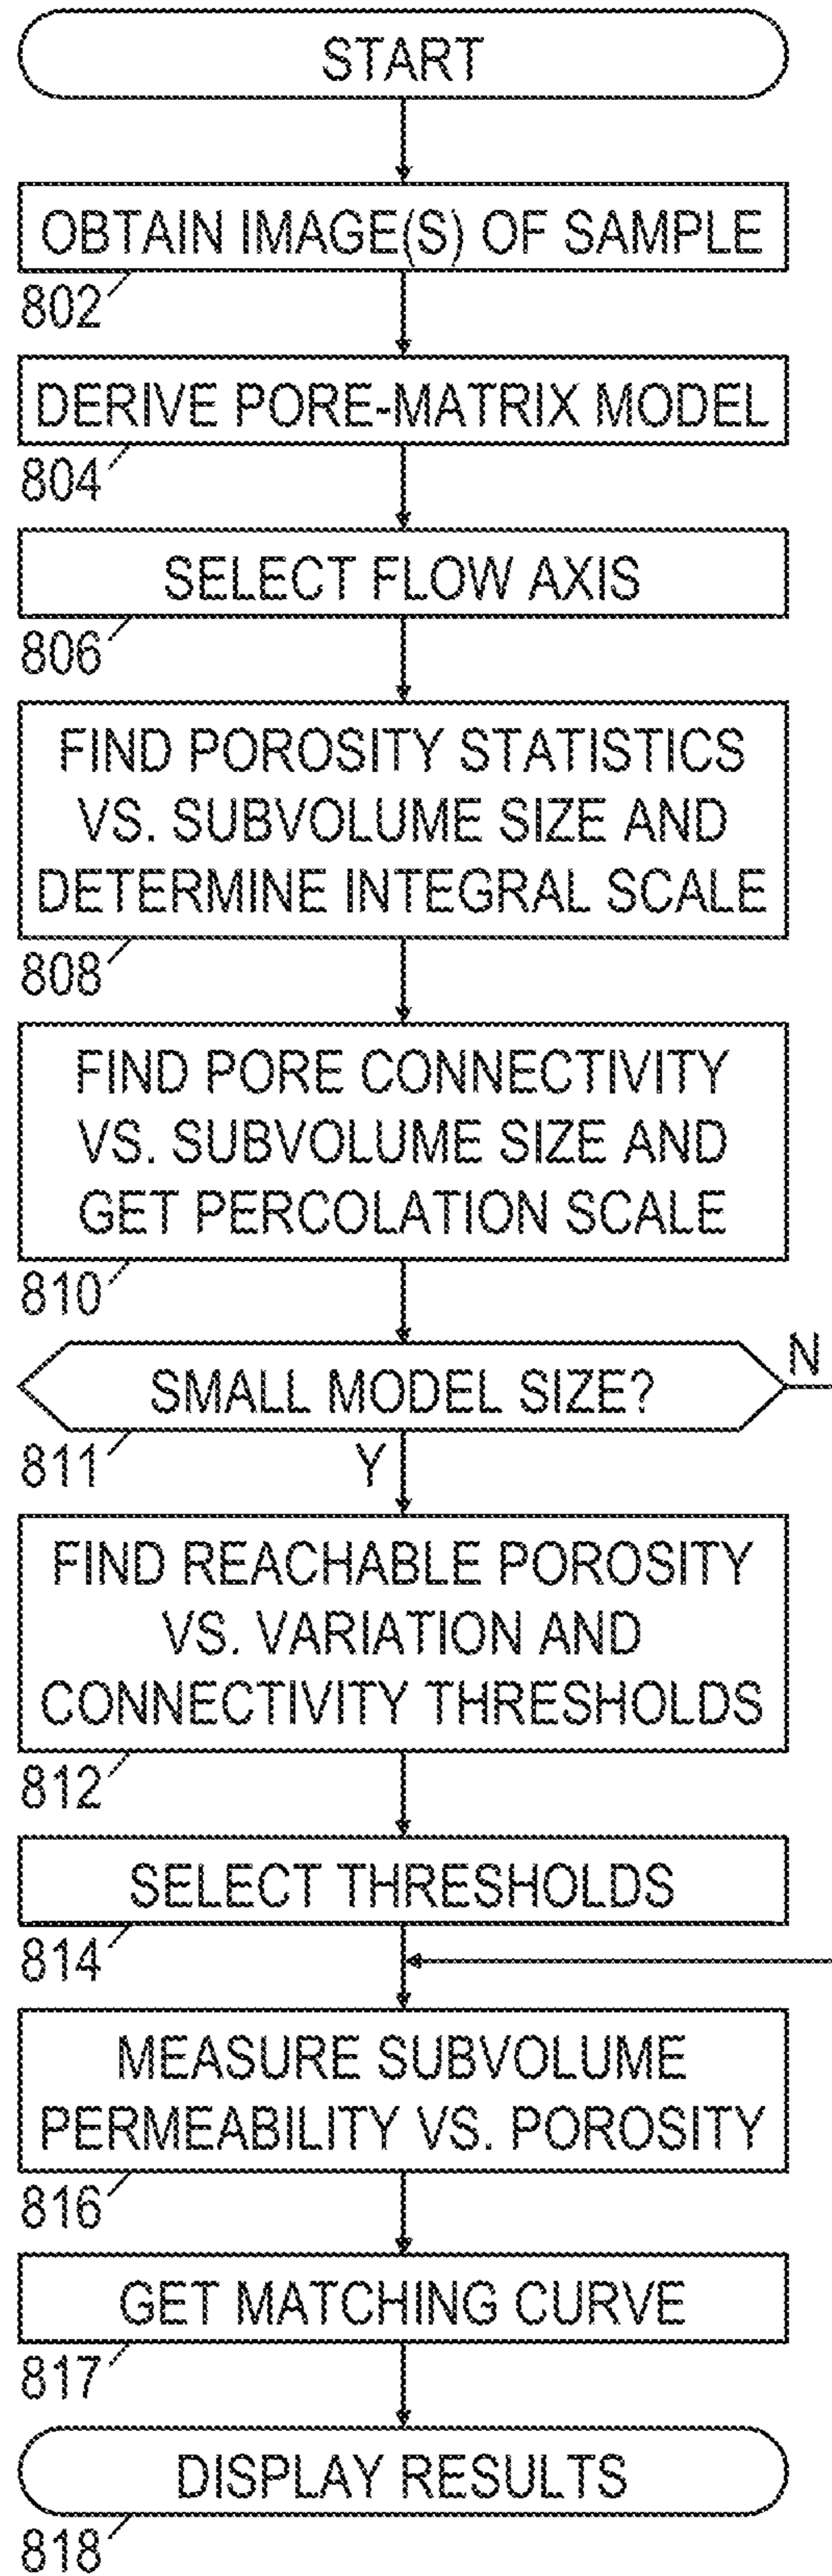 START
OBTAIN IMAGE(S) OF SAMPLE
802
DERIVE PORE-MATRIX MODEL
804
SELECT FLOW AXIS
806
FIND POROSITY STATISTICS
VS. SUBVOLUME SIZE AND
DETERMINE INTEGRAL SCALE
808
FIND PORE CONNECTIVITY
VS. SUBVOLUME SIZE AND
GET PERCOLATION SCALE
810
N
SMALL MODEL SIZE?
811
Y
FIND REACHABLE POROSITY
VS. VARIATION AND
CONNECTIVITY THRESHOLDS
812
SELECT THRESHOLDS
814
MEASURE SUBVOLUME
PERMEABILITY VS. POROSITY
816
GET MATCHING CURVE
817
DISPLAY RESULTS
818